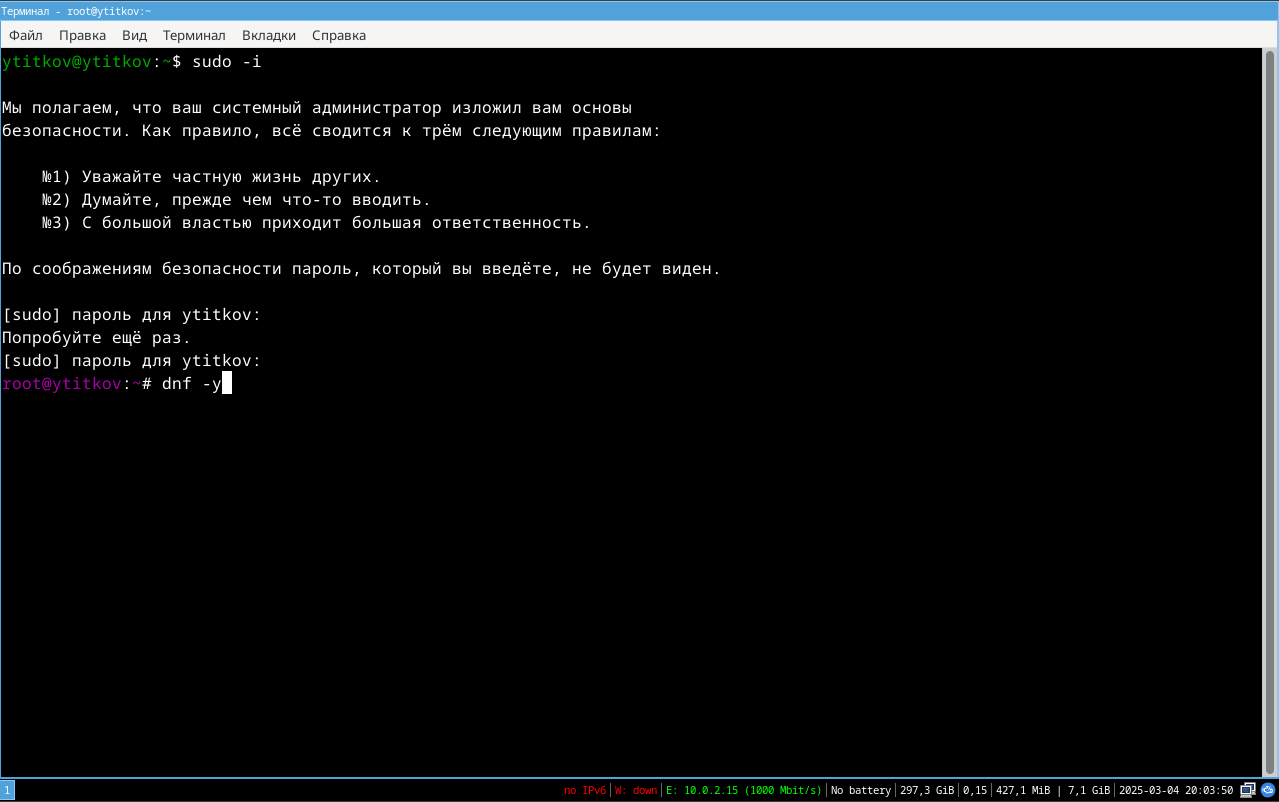 Терминал - root@ytitkov:~
Файл Правка Вид Терминал Вкладки Справка
ytitkov@ytitkov:~$ sudo -i
Мы полагаем, что ваш системный администратор изложил вам основы
безопасности. Как правило, всё сводится к трём следующим правилам:
№1) Уважайте частную жизнь других.
№2) Думайте, прежде чем что-то вводить.
№3) С большой властью приходит большая ответственность.
По соображениям безопасности пароль, который вы введёте, не будет виден.
[sudo] пароль для ytitkov:
Попробуйте ещё раз.
[sudo] пароль для ytitkov:
root@ytitkov:~# dnf -y
1 no IPv6 | W: down | E: 10.0.2.15 (1000 Mbit/s) | No battery | 297,3 GiB | 0,15 | 427,1 MiB | 7,1 GiB | 2025-03-04 20:03:50